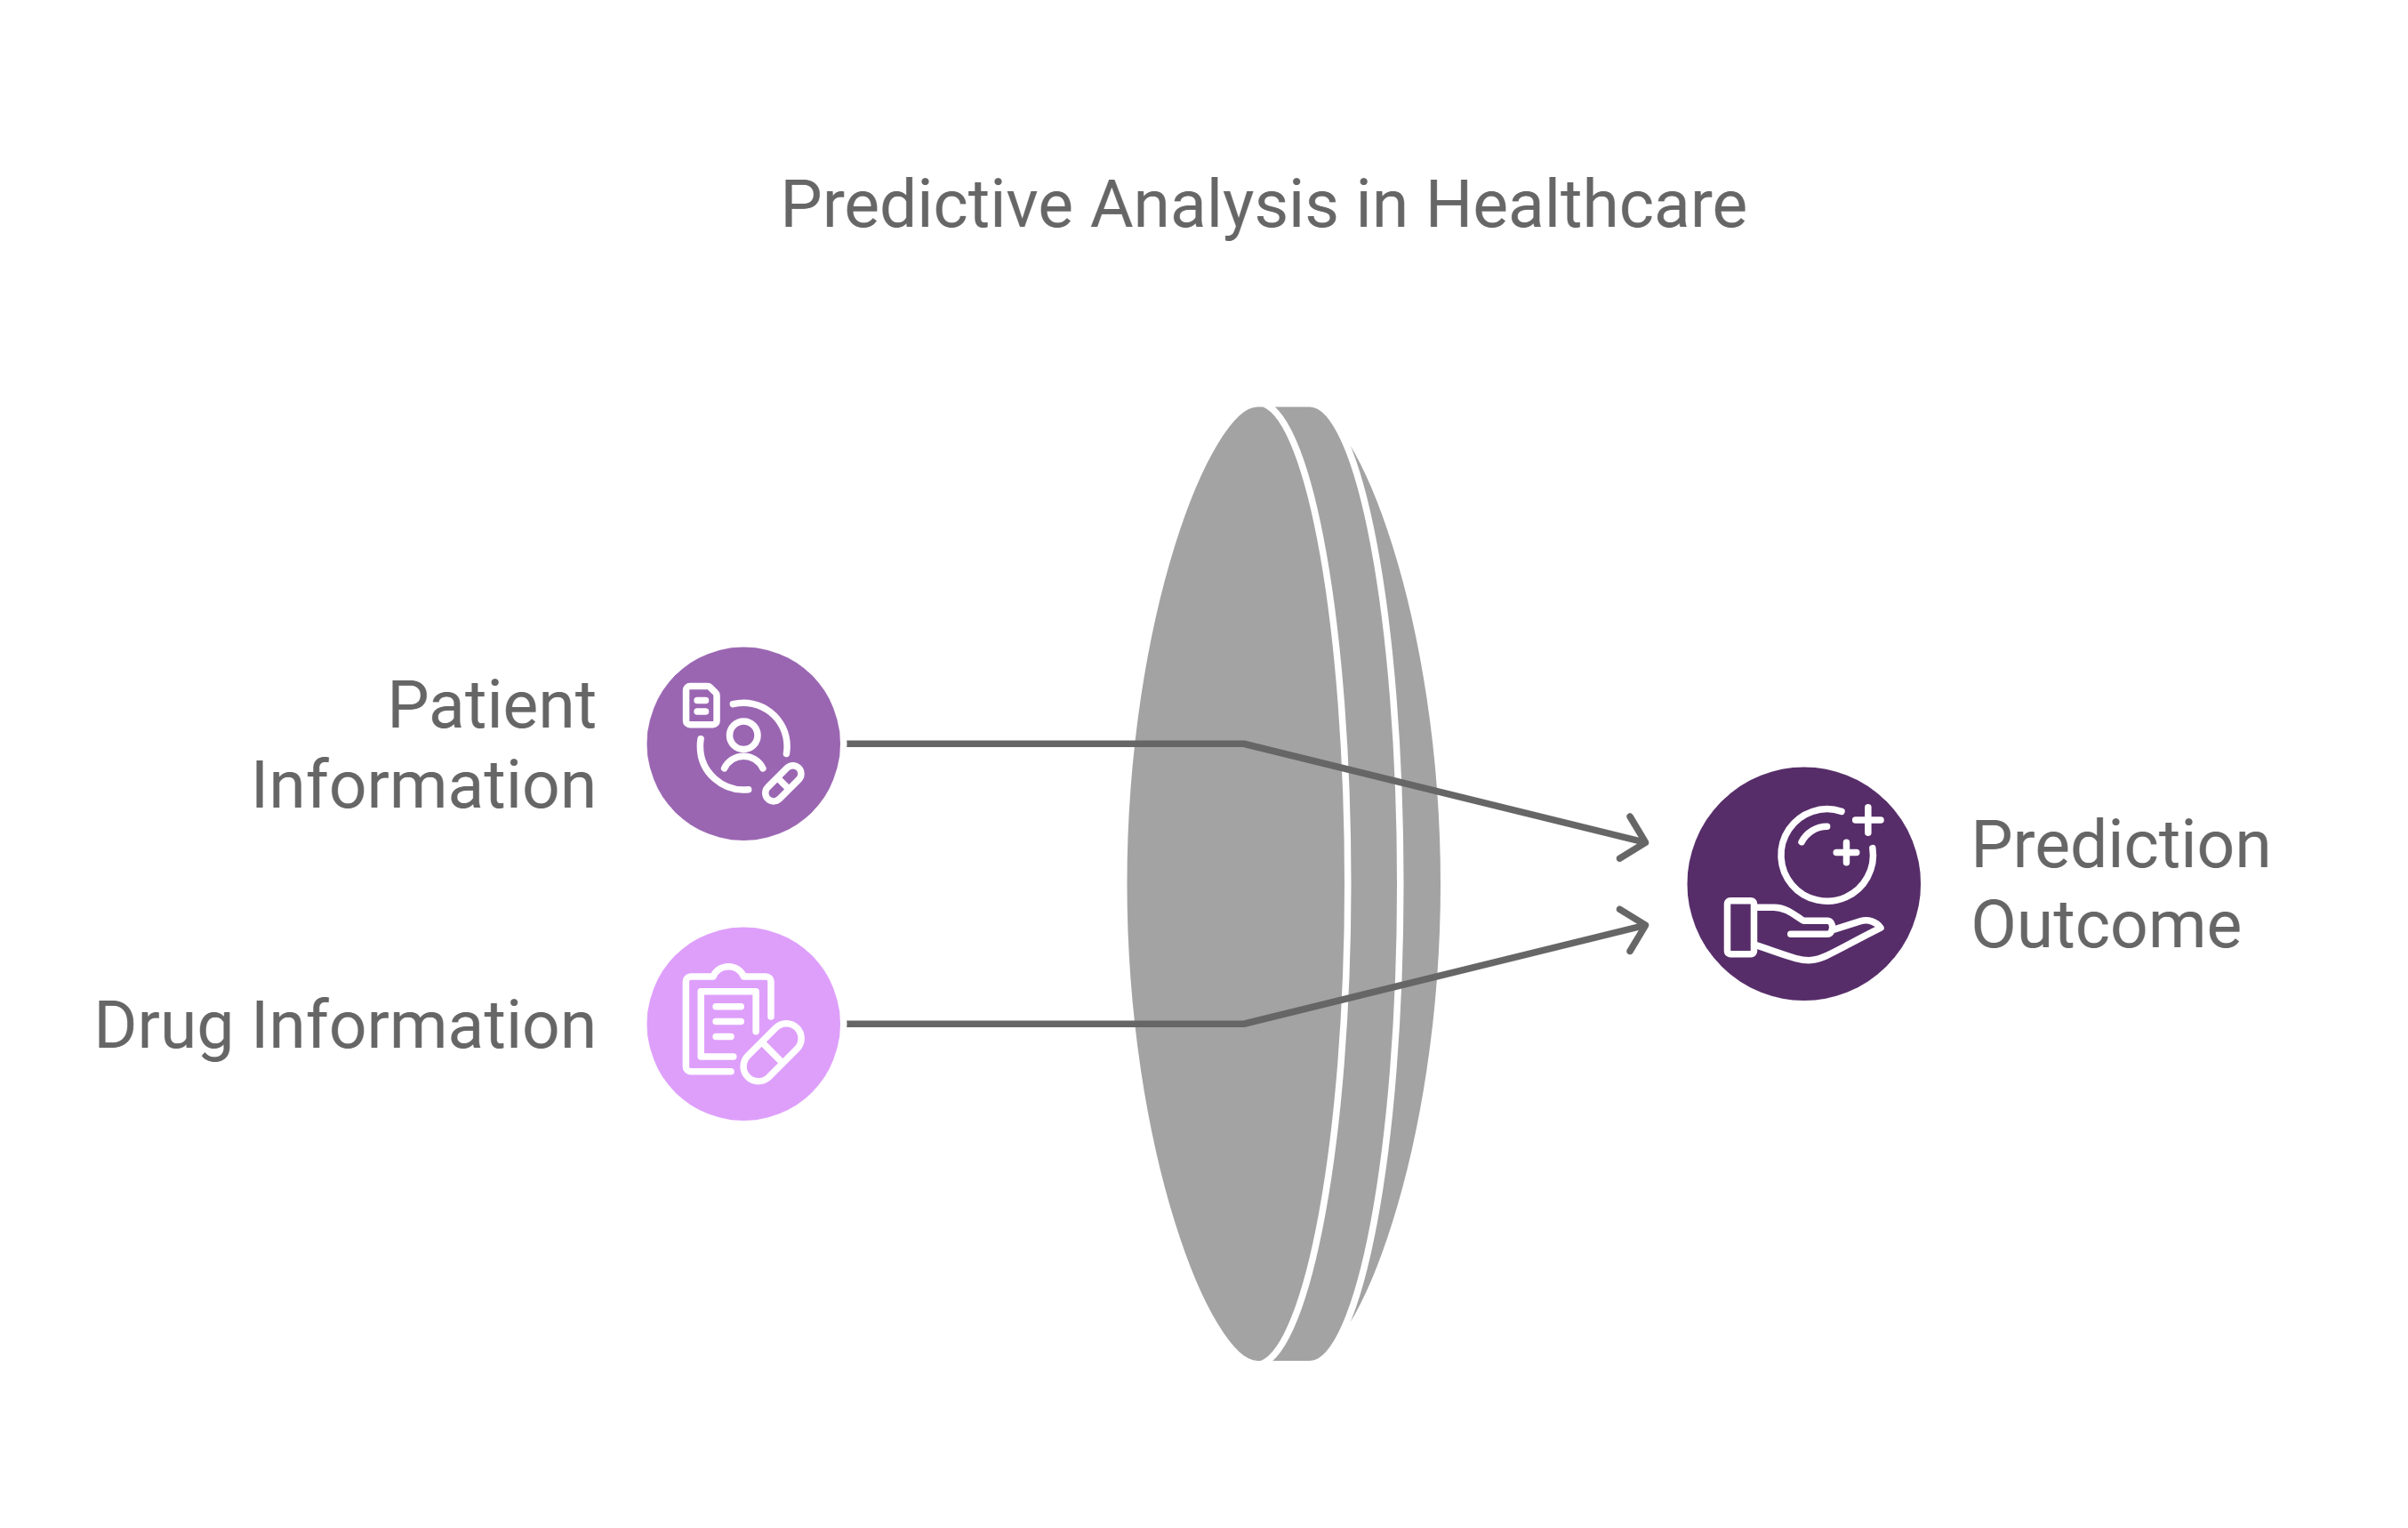 Predictive Analysis in Healthcare
Patient
Information
Drug Information
Prediction
Outcome